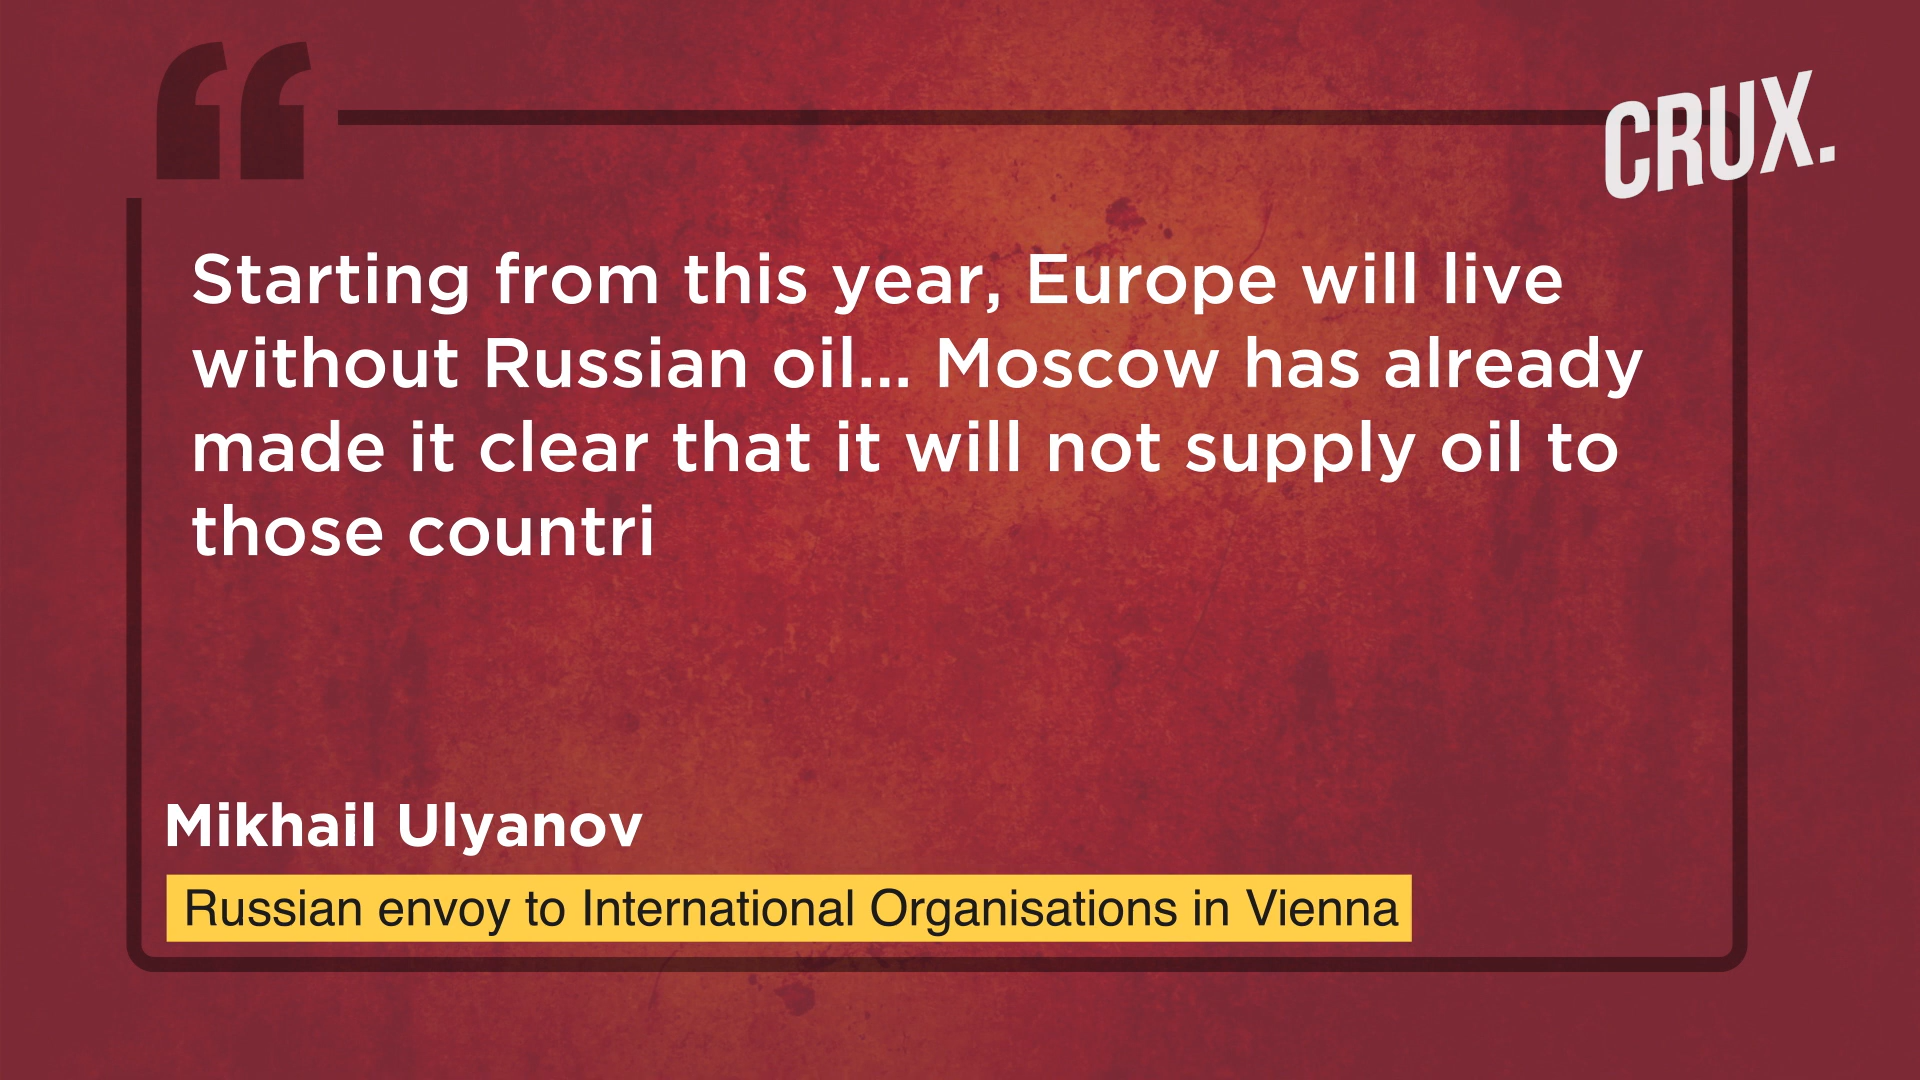 CRUX.
Starting from this year, Europe will live
without Russian oil... Moscow has already
made it clear that it will not supply oil to
those countri
Mikhail Ulyanov
Russian envoy to International Organisations in Vienna